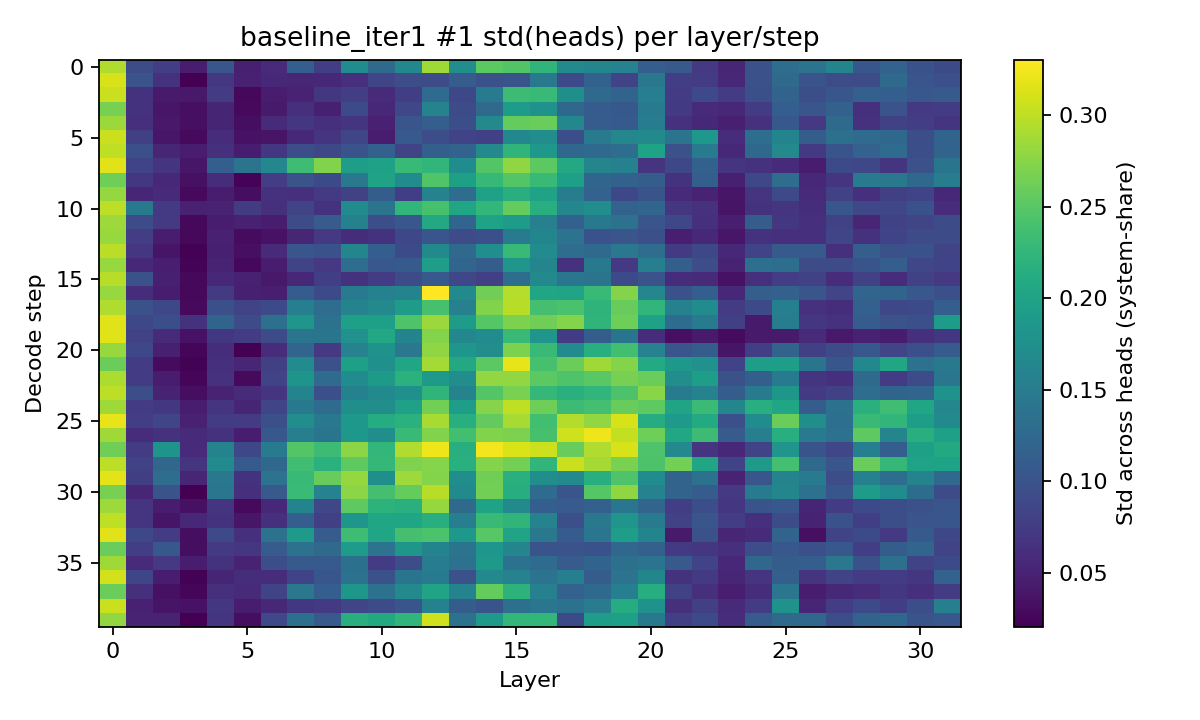 baseline_iter1 #1 std(heads) per layer/step
0
5
10
15
20
25
30
35
Decode step
0 5 10 15 20 25 30
Layer
0.30
0.25
0.20
0.15
0.10
0.05
Std across heads (system-share)